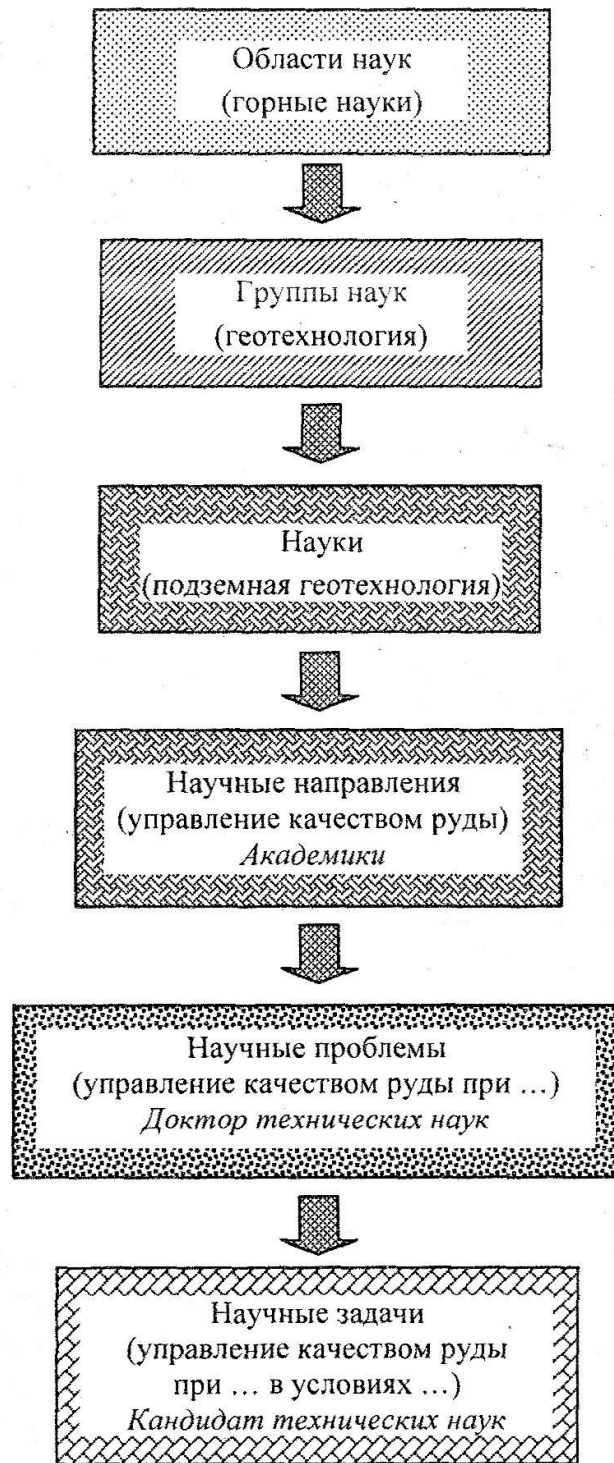 Области наук
(горные науки)
Группы наук
(геотехнология)
Науки
(подземная геотехнология)
Научные направления
(управление качеством руды)
Академики
Научные проблемы
(управление качеством руды при …)
Доктор технических наук
Научные задачи
(управление качеством руды
при … в условиях …)
Кандидат технических наук